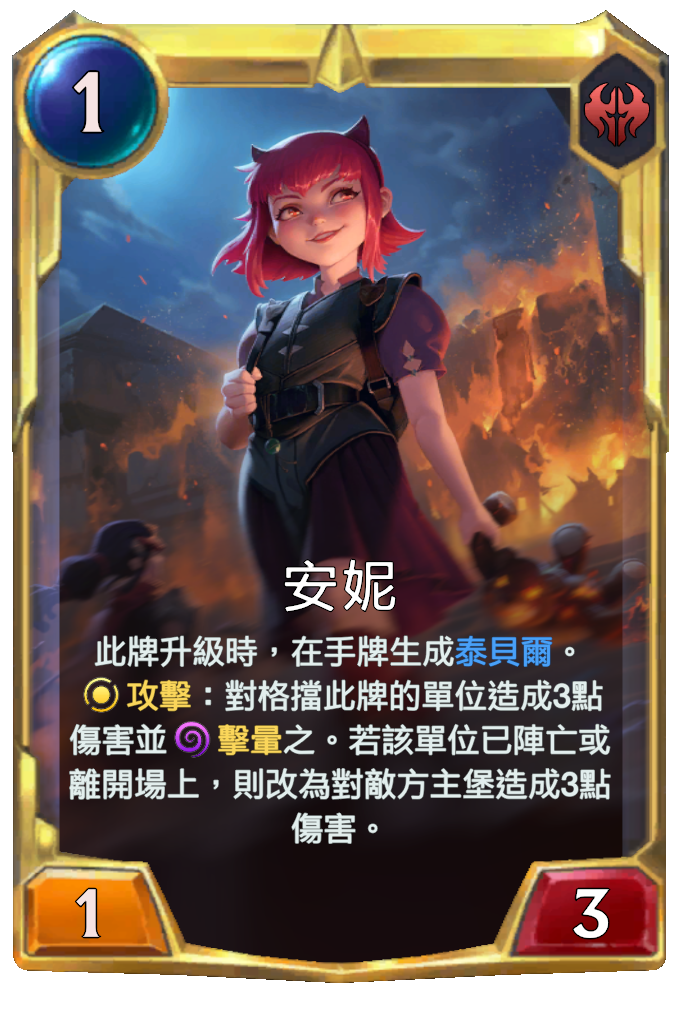 1
安妮
此牌升級時，在手牌生成泰貝爾。
攻擊：對格擋此牌的單位造成3點
傷害並擊暈之。若該單位已陣亡或
離開場上，則改為對敵方主堡造成3點
傷害。
1
3